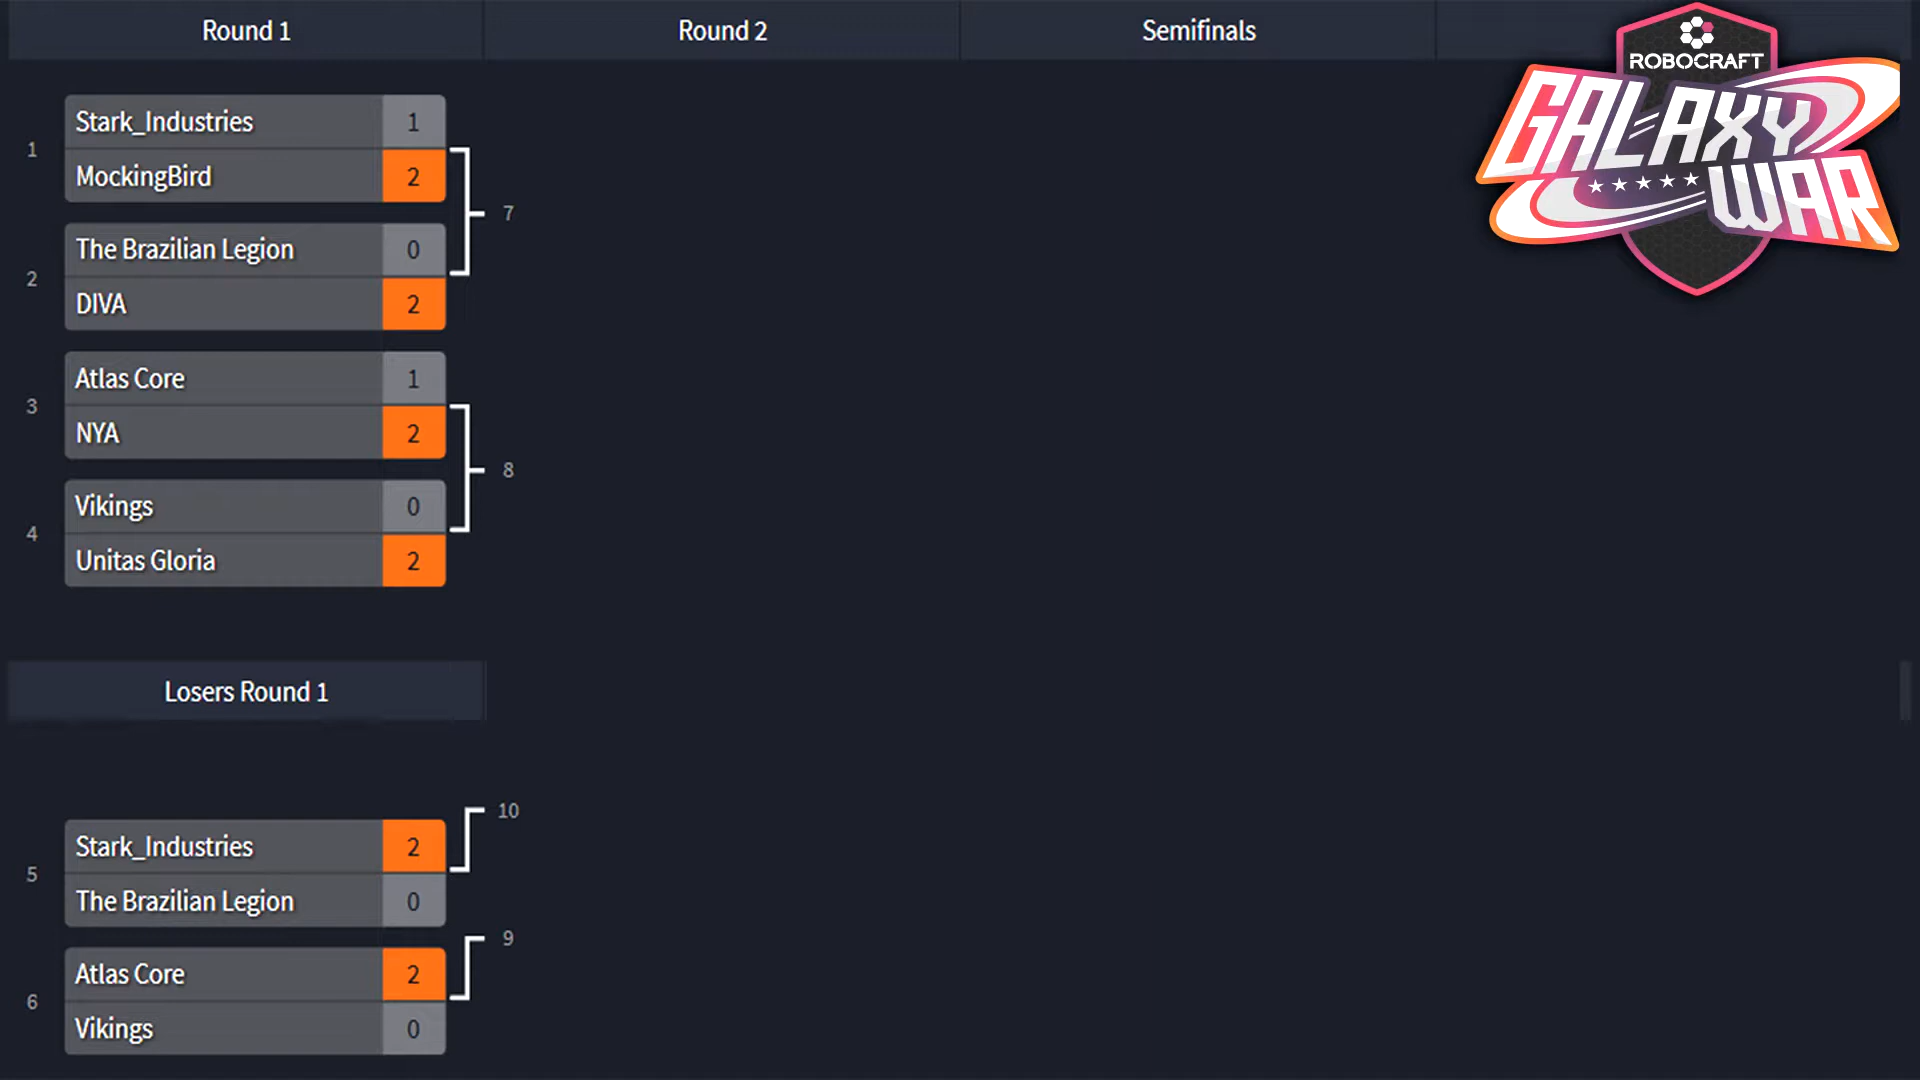 Round 1
Round 2
Semifinals
ROBOCRAFT
GALAXY
WAR
1
Stark_Industries 1
MockingBird 2
7
2
The Brazilian Legion 0
DIVA 2
3
Atlas Core 1
NYA 2
8
4
Vikings 0
Unitas Gloria 2
Losers Round 1
10
5
Stark_Industries 2
The Brazilian Legion 0
9
6
Atlas Core 2
Vikings 0